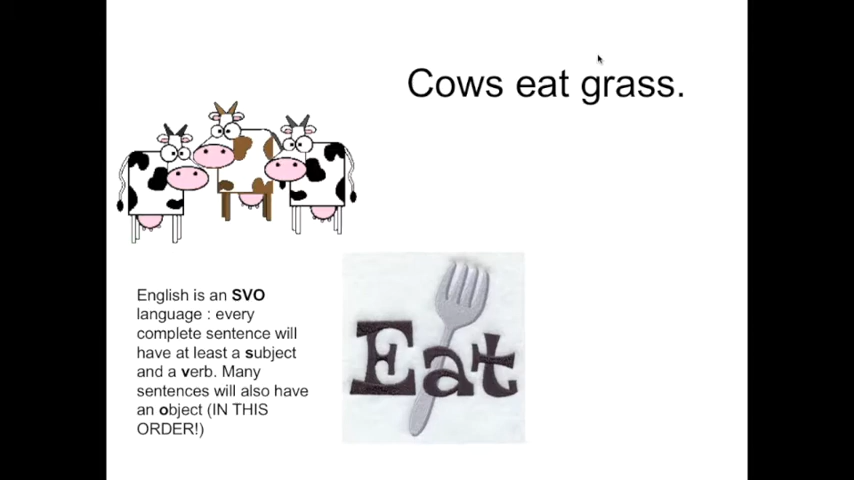 Cows eat grass.
English is an SVO
language : every
complete sentence will
have at least a subject
and a verb. Many
sentences will also have
an object (IN THIS
ORDER!)
Eat